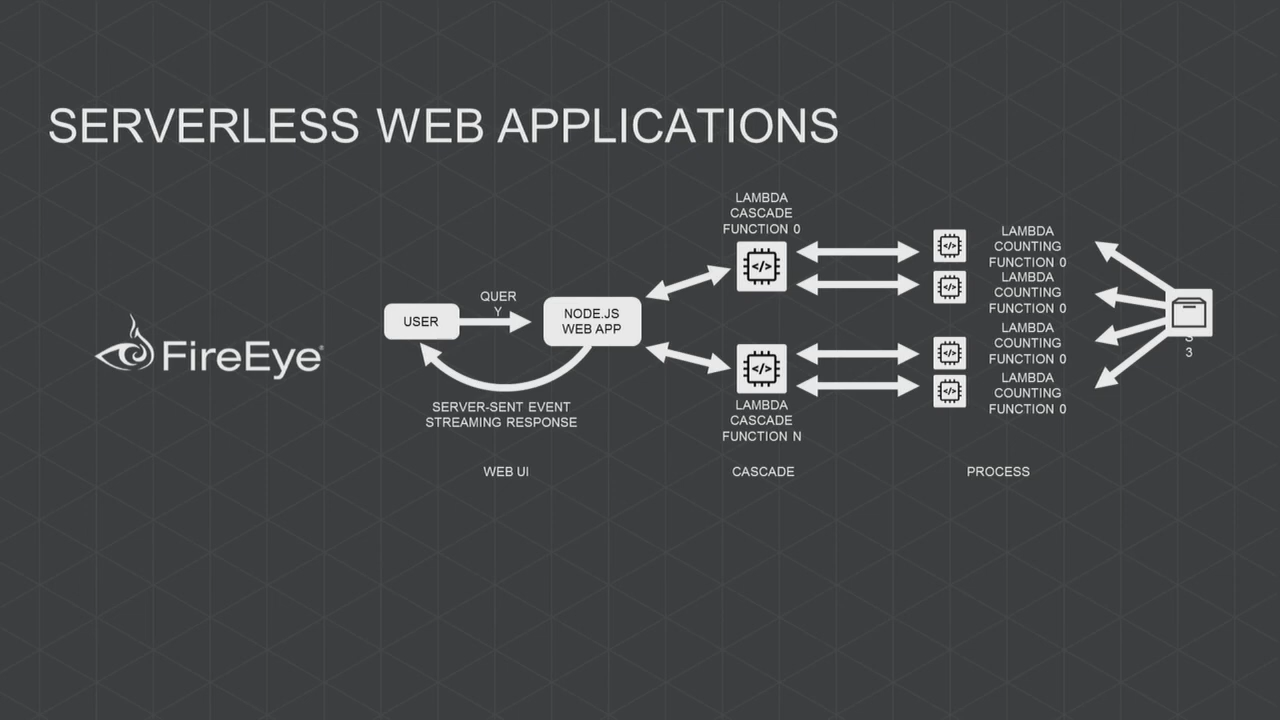 SERVERLESS WEB APPLICATIONS
FireEye
USER
QUER
Y
NODE.JS
WEB APP
SERVER-SENT EVENT
STREAMING RESPONSE
WEB UI
LAMBDA
CASCADE
FUNCTION 0
</>
</>
LAMBDA
CASCADE
FUNCTION N
CASCADE
</>
LAMBDA
COUNTING
FUNCTION 0
</>
LAMBDA
COUNTING
FUNCTION 0
</>
LAMBDA
COUNTING
FUNCTION 0
</>
LAMBDA
COUNTING
FUNCTION 0
PROCESS
S
3